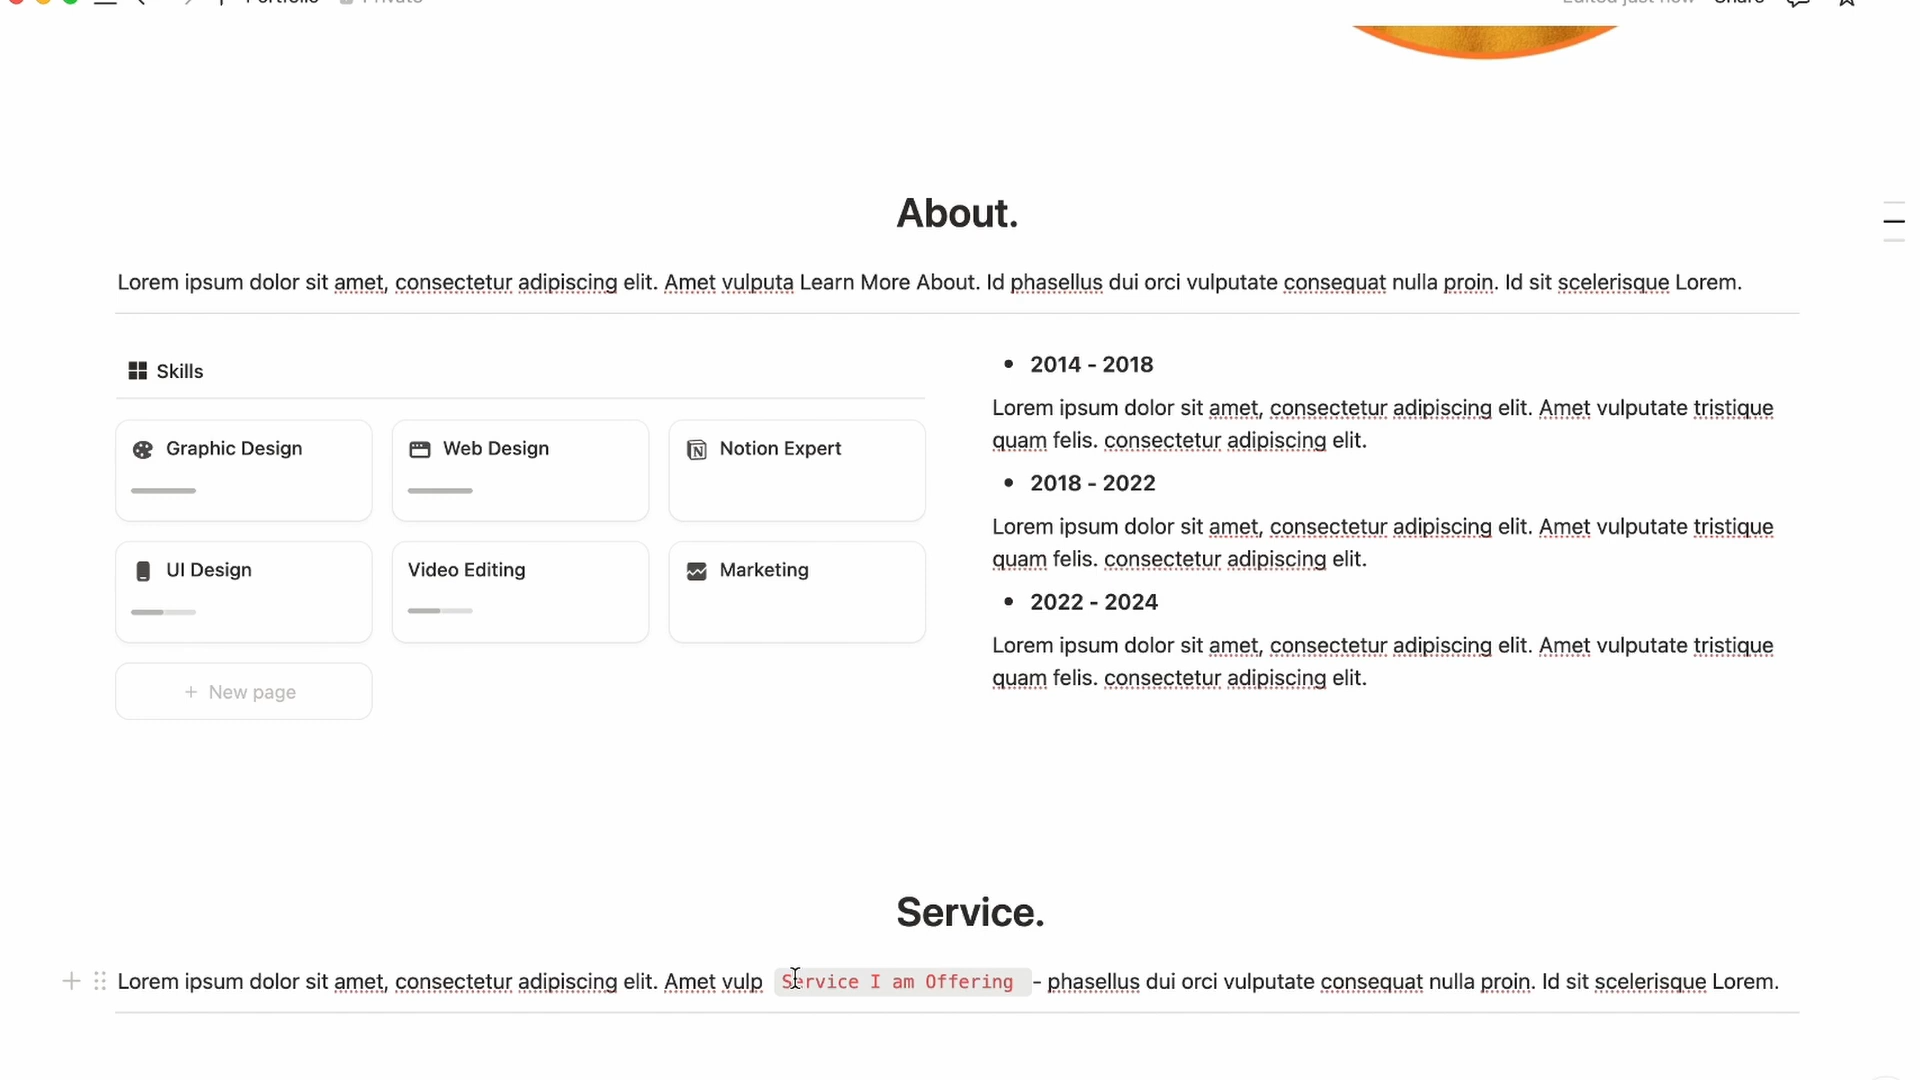 Portfolio Private
Edited just now Share
About.
Lorem ipsum dolor sit amet, consectetur adipiscing elit. Amet vulputa Learn More About. Id phasellus dui orci vulputate consequat nulla proin. Id sit scelerisque Lorem.
Skills
Graphic Design
Web Design
Notion Expert
UI Design
Video Editing
Marketing
+ New page
• 2014 - 2018
Lorem ipsum dolor sit amet, consectetur adipiscing elit. Amet vulputate tristique
quam felis. consectetur adipiscing elit.
• 2018 - 2022
Lorem ipsum dolor sit amet, consectetur adipiscing elit. Amet vulputate tristique
quam felis. consectetur adipiscing elit.
• 2022 - 2024
Lorem ipsum dolor sit amet, consectetur adipiscing elit. Amet vulputate tristique
quam felis. consectetur adipiscing elit.
Service.
Lorem ipsum dolor sit amet, consectetur adipiscing elit. Amet vulp Service I am Offering - phasellus dui orci vulputate consequat nulla proin. Id sit scelerisque Lorem.